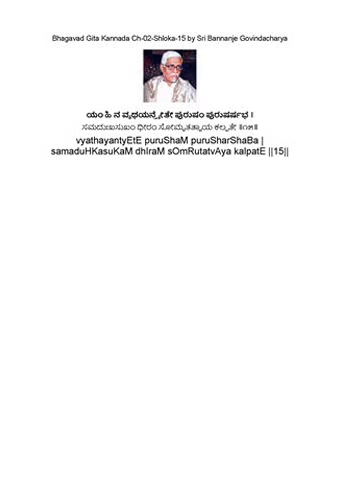 Bhagavad Gita Kannada Ch-02-Shloka-15 by Sri Bannanje Govindacharya
ಯಂ ಹಿ ನ ವ್ಯಥಯನ್ತ್ಯೇತೇ ಪುರುಷಂ ಪುರುಷರ್ಷಭ ।
ಸಮದುಃಖಸುಖಂ ಧೀರಂ ಸೋಮೃತತ್ವಾಯ ಕಲ್ಪತೇ ॥೧೫॥
vyathayantyEtE puruShaM puruSharShaBa |
samaduHKasuKaM dhIraM sOmRutatvAya kalpatE ||15||